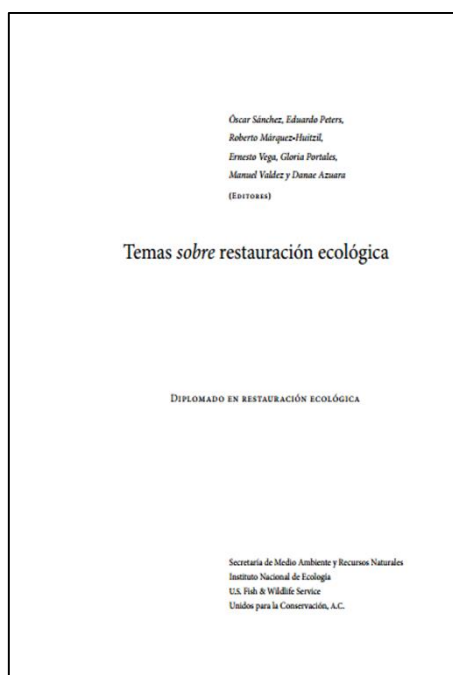 Óscar Sánchez, Eduardo Peters,
Roberto Márquez-Huitzil,
Ernesto Vega, Gloria Portales,
Manuel Valdez y Danae Azuara
(Editores)
Temas sobre restauración ecológica
Diplomado en restauración ecológica
Secretaría de Medio Ambiente y Recursos Naturales
Instituto Nacional de Ecología
U.S. Fish & Wildlife Service
Unidos para la Conservación, A.C.